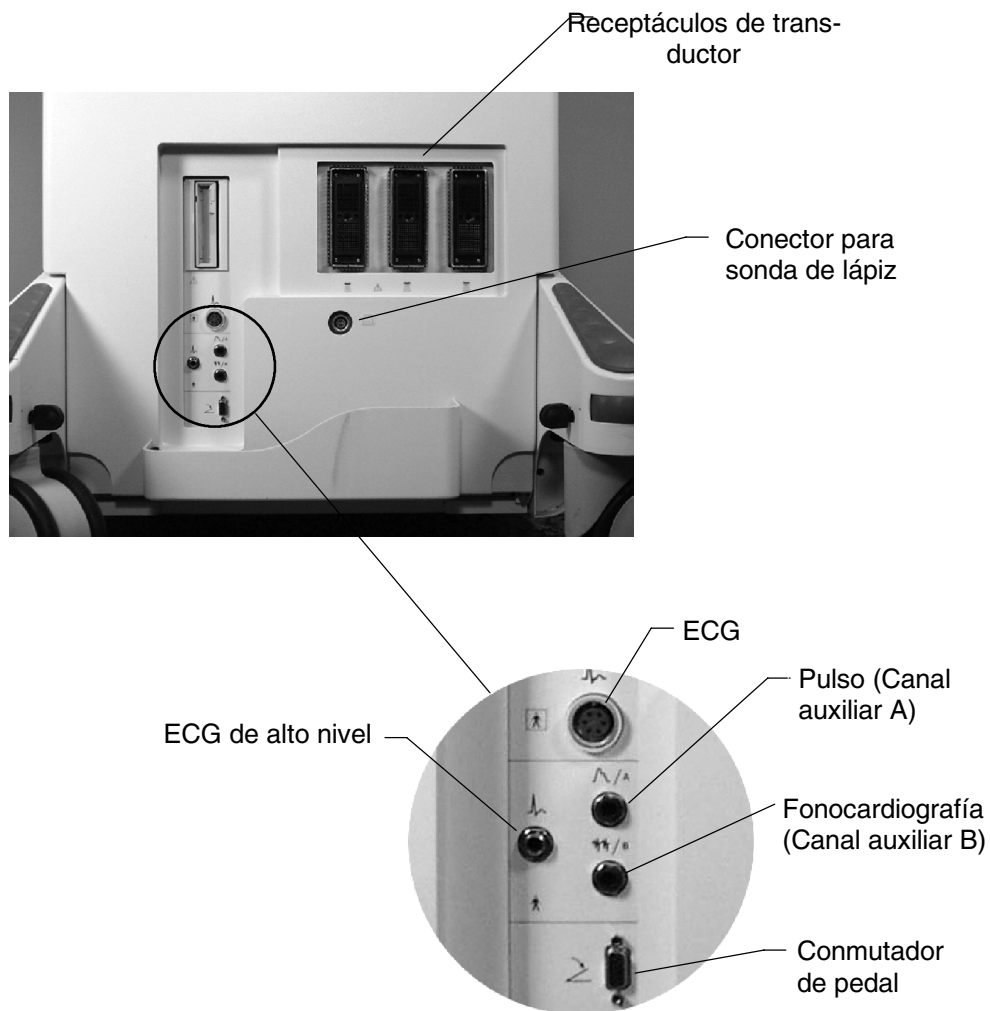 Receptáculos de trans-
ductor
Conector para
sonda de lápiz
ECG
Pulso (Canal
auxiliar A)
ECG de alto nivel
/A
Fonocardiografía
(Canal auxiliar B)
/B
Conmutador
de pedal